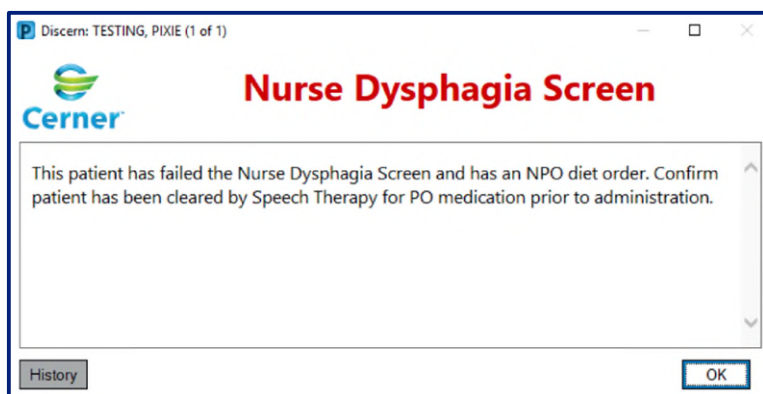 Discern: TESTING, PIXIE (1 of 1)
Cerner
Nurse Dysphagia Screen
This patient has failed the Nurse Dysphagia Screen and has an NPO diet order. Confirm
patient has been cleared by Speech Therapy for PO medication prior to administration.
History
OK